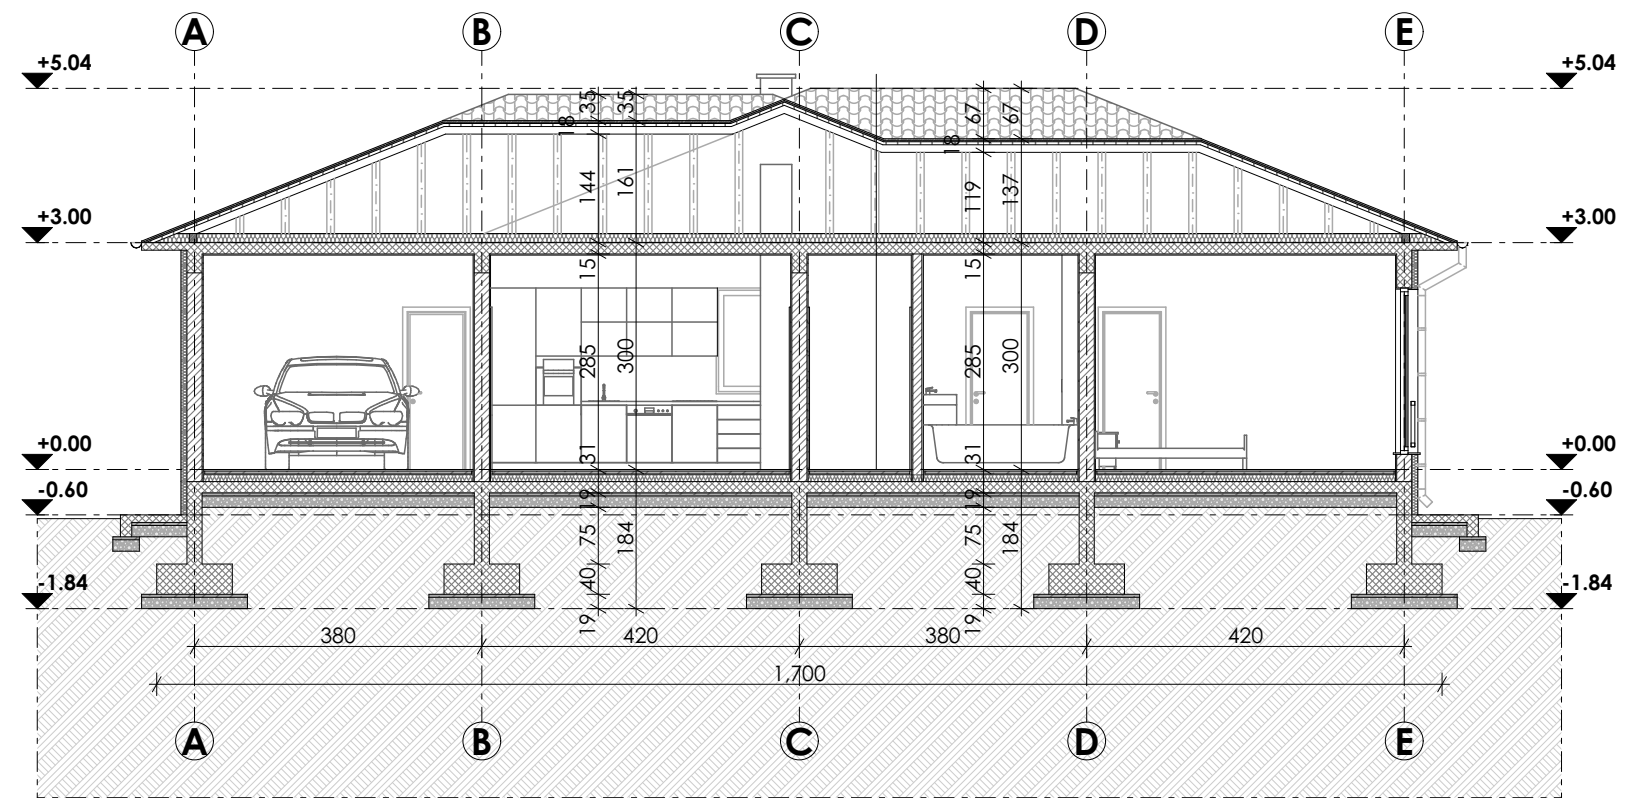 A B C D E
+5.04 +5.04
35 35 67 67
18 18
144 161 119 137
+3.00 +3.00
15 15
285 300 285 300
+0.00 +0.00
31 31
-0.60 -0.60
19 19
75 184 75 184
40 40
-1.84 -1.84
19 19
380 420 380 420
1,700
A B C D E